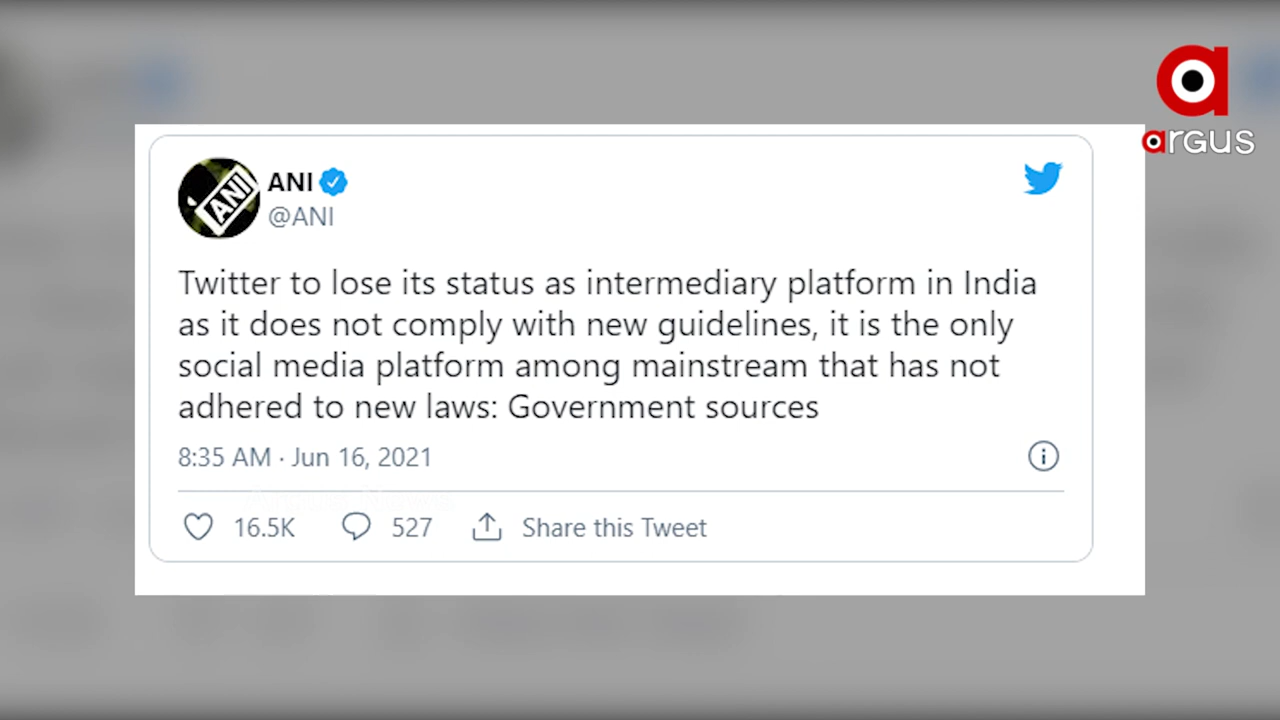 argus
ANI
ANI
@ANI
Twitter to lose its status as intermediary platform in India
as it does not comply with new guidelines, it is the only
social media platform among mainstream that has not
adhered to new laws: Government sources
8:35 AM · Jun 16, 2021
16.5K 527 Share this Tweet